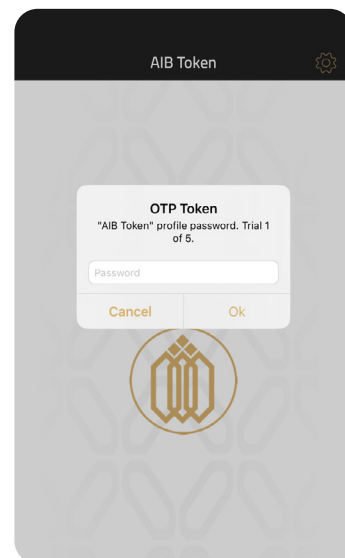 AIB Token
OTP Token
"AIB Token" profile password. Trial 1
of 5.
Password
Cancel
Ok